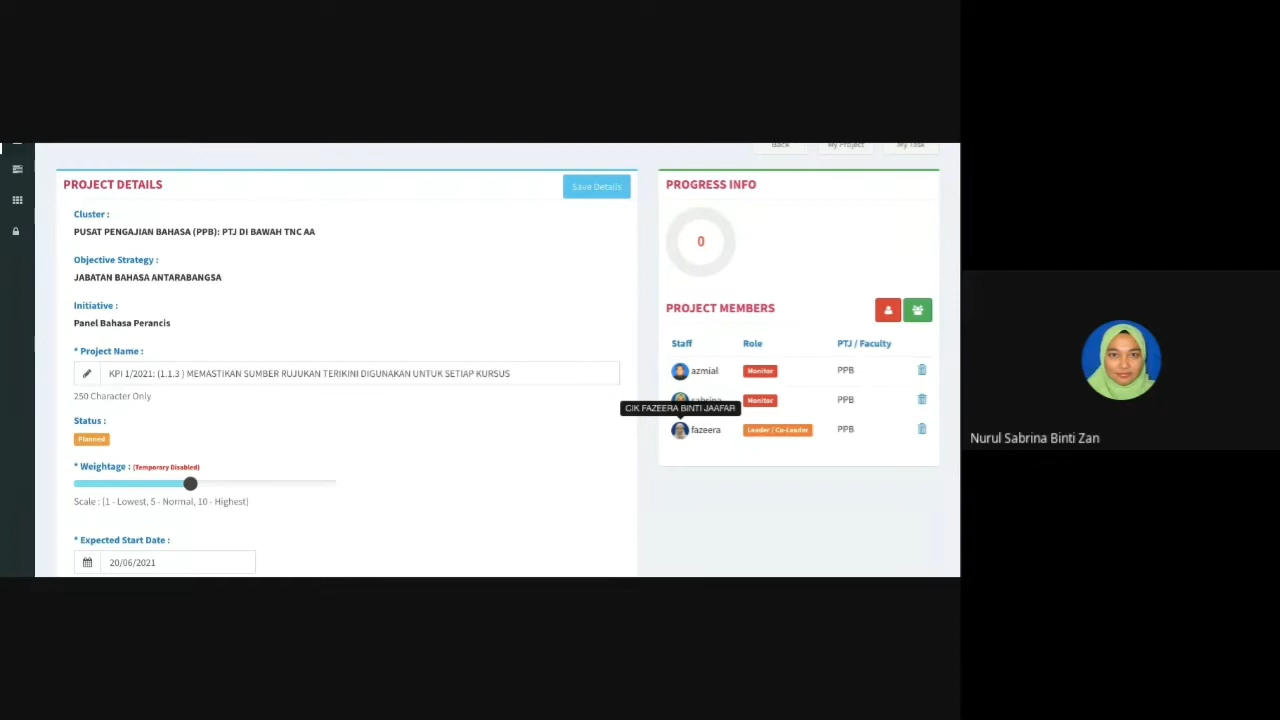 Back
My Project
My Task
PROJECT DETAILS
Save Details
Cluster :
PUSAT PENGAJIAN BAHASA (PPB): PTJ DI BAWAH TNC AA
Objective Strategy :
JABATAN BAHASA ANTARABANGSA
Initiative :
Panel Bahasa Perancis
* Project Name :
KPI 1/2021: (1.1.3 ) MEMASTIKAN SUMBER RUJUKAN TERIKINI DIGUNAKAN UNTUK SETIAP KURSUS
250 Character Only
Status :
Planned
* Weightage : (Temporary Disabled)
Scale : [1 - Lowest, 5 - Normal, 10 - Highest]
* Expected Start Date :
20/06/2021
PROGRESS INFO
0
PROJECT MEMBERS
Staff Role PTJ / Faculty
azmial Monitor PPB
sabrina Monitor PPB
CIK FAZEERA BINTI JAAFAR
fazeera Leader / Co-Leader PPB
Nurul Sabrina Binti Zan